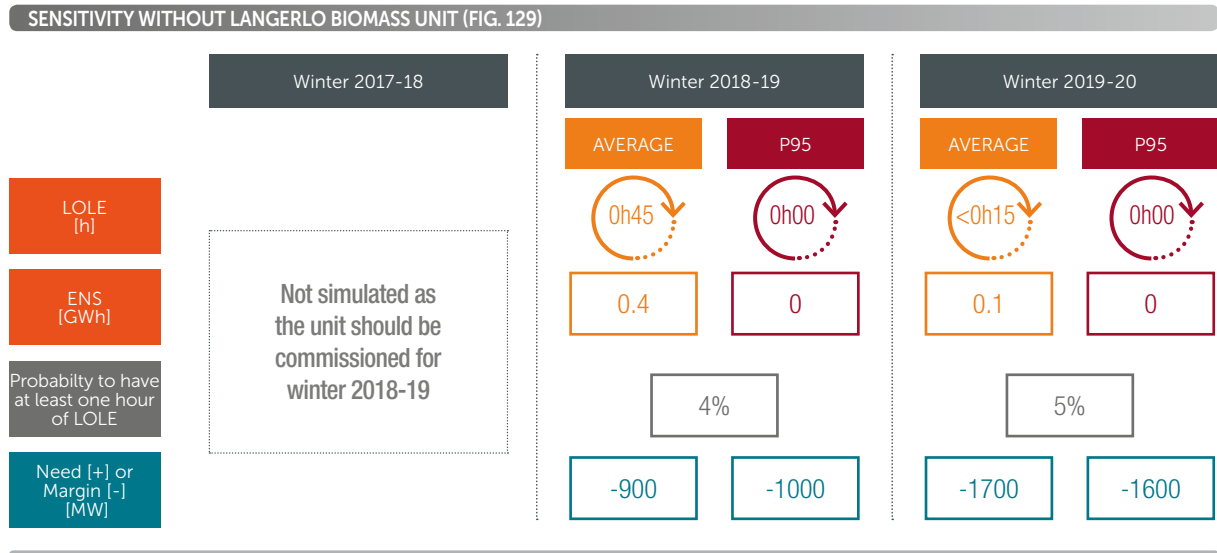 SENSITIVITY WITHOUT LANGERLO BIOMASS UNIT (FIG. 129)
Winter 2017-18
Winter 2018-19
Winter 2019-20
AVERAGE
P95
AVERAGE
P95
LOLE
[h]
0h45
0h00
<0h15
0h00
ENS
[GWh]
0.4
0
0.1
0
Not simulated as
the unit should be
commissioned for
winter 2018-19
Probabilty to have
at least one hour
of LOLE
4%
5%
Need [+] or
Margin [-]
[MW]
-900
-1000
-1700
-1600